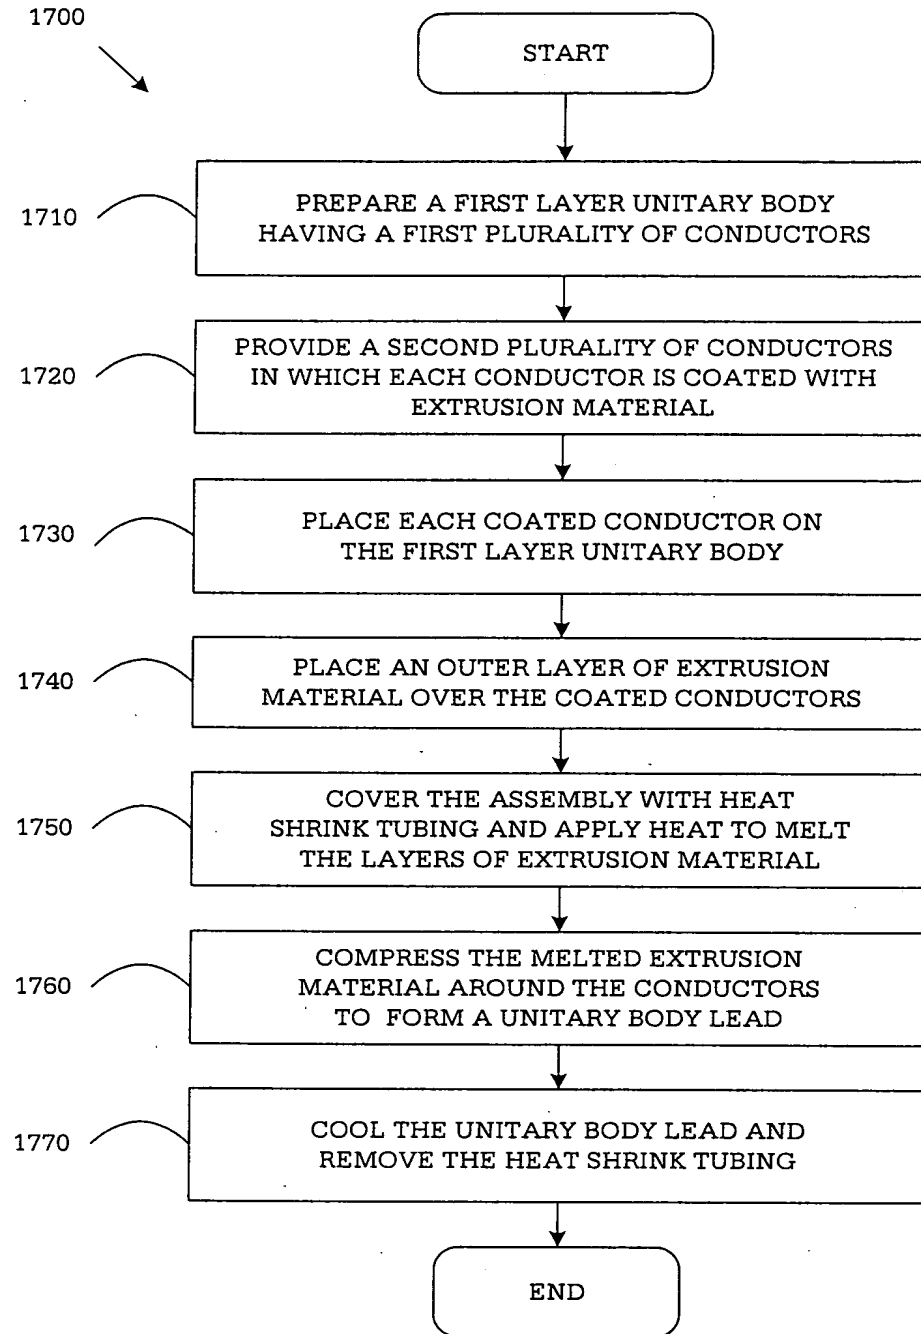 1700
START
1710
PREPARE A FIRST LAYER UNITARY BODY
HAVING A FIRST PLURALITY OF CONDUCTORS
1720
PROVIDE A SECOND PLURALITY OF CONDUCTORS
IN WHICH EACH CONDUCTOR IS COATED WITH
EXTRUSION MATERIAL
1730
PLACE EACH COATED CONDUCTOR ON
THE FIRST LAYER UNITARY BODY
1740
PLACE AN OUTER LAYER OF EXTRUSION
MATERIAL OVER THE COATED CONDUCTORS
1750
COVER THE ASSEMBLY WITH HEAT
SHRINK TUBING AND APPLY HEAT TO MELT
THE LAYERS OF EXTRUSION MATERIAL
1760
COMPRESS THE MELTED EXTRUSION
MATERIAL AROUND THE CONDUCTORS
TO FORM A UNITARY BODY LEAD
1770
COOL THE UNITARY BODY LEAD AND
REMOVE THE HEAT SHRINK TUBING
END